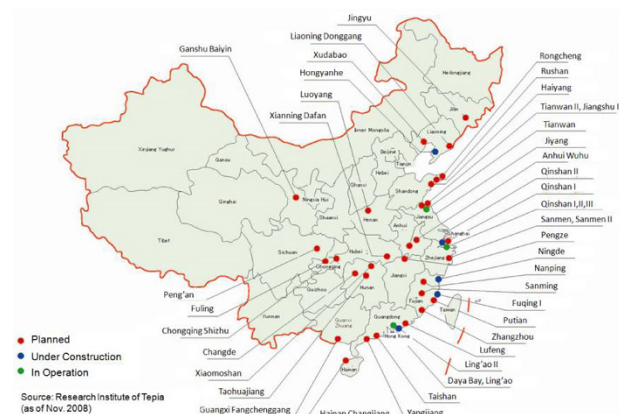 Jingyu
Liaoning Donggang
Ganshu Baiyin
Xudabao
Hongyanhe
Luoyang
Xianning Dafan
Rongcheng
Rushan
Haiyang
Tianwan II, Jiangshu I
Tianwan
Jiyang
Anhui Wuhu
Qinshan II
Qinshan I
Qinshan I,II,III
Sanmen, Sanmen II
Pengze
Ningde
Nanping
Sanming
Fuqing I
Putian
Zhangzhou
Lufeng
Ling'ao II
Daya Bay, Ling'ao
Taishan
Yangjiang
Hainan Changjiang
Guangxi Fangchenggang
Taohuajiang
Xiaomoshan
Changde
Chongqing Shizhu
Fuling
Peng'an
Heilongjiang
Jilin
Liaoning
Inner Mongolia
Beijing
Tianjin
Hebei
Shandong
Shanxi
Ningxia Hui
Gansu
Xinjiang Yughur
Qinghai
Tibet
Shaanxi
Henan
Jiangsu
Anhui
Shanghai
Zhejiang
Hubei
Sichuan
Chongqing
Hunan
Jiangxi
Fujian
Taiwan
Guizhou
Yunnan
Guangxi
Zhuang
Guangdong
Hong Kong
Hainan
Planned
Under Construction
In Operation
Source: Research Institute of Tepia
(as of Nov. 2008)